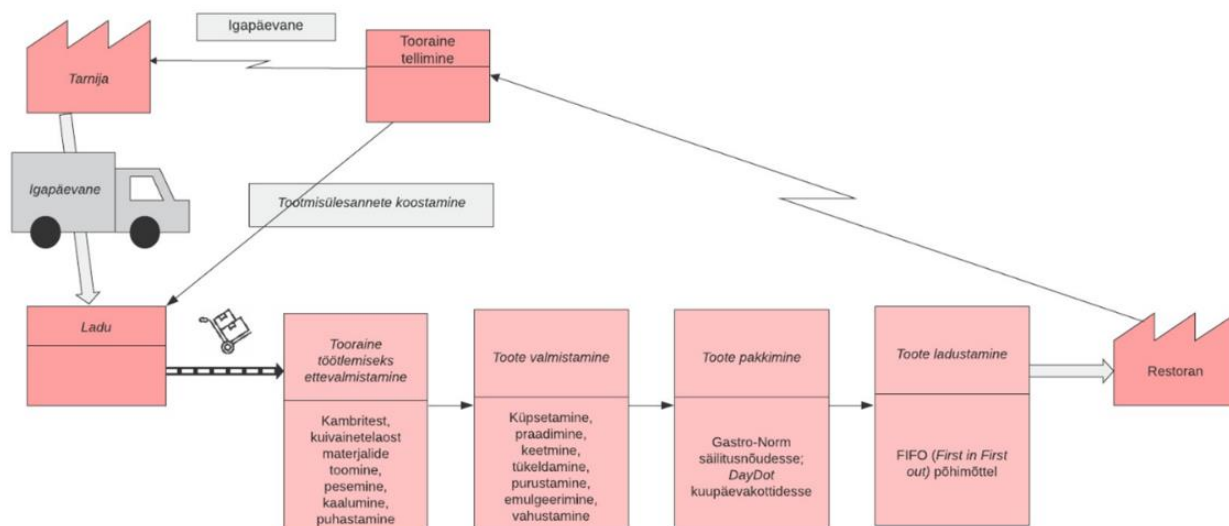 Igapäevane
Tooraine
tellimine
Tarnija
Igapäevane
Tootmisülesannete koostamine
Ladu
Tooraine
töötlemiseks
ettevalmistamine
Kambritest,
kuivainetelaost
materjalide
toomine,
pesemine,
kaalumine,
puhastamine
Toote valmistamine
Küpsetamine,
praadimine,
keetmine,
tükeldamine,
purustamine,
emulgeerimine,
vahustamine
Toote pakkimine
Gastro-Norm
säilitusnõudesse;
DayDot
kuupäevakottidesse
Toote ladustamine
FIFO (First in First
out) põhimõttel
Restoran